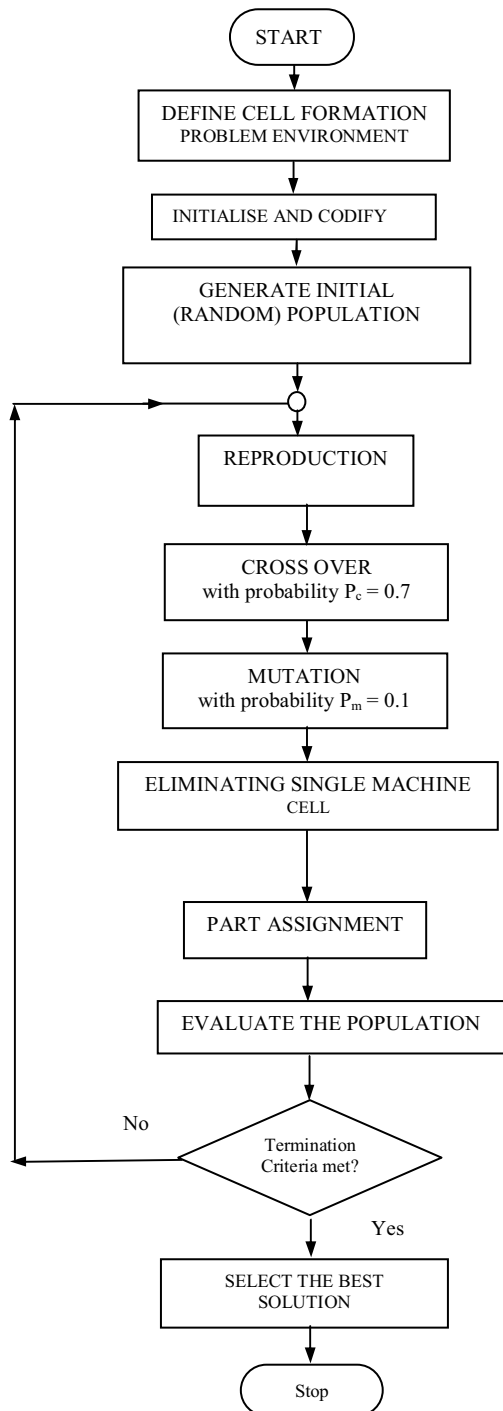 START
DEFINE CELL FORMATION
PROBLEM ENVIRONMENT
INITIALISE AND CODIFY
GENERATE INITIAL
(RANDOM) POPULATION
REPRODUCTION
CROSS OVER
with probability Pc = 0.7
MUTATION
with probability Pm = 0.1
ELIMINATING SINGLE MACHINE
CELL
PART ASSIGNMENT
EVALUATE THE POPULATION
No
Termination
Criteria met?
Yes
SELECT THE BEST
SOLUTION
Stop